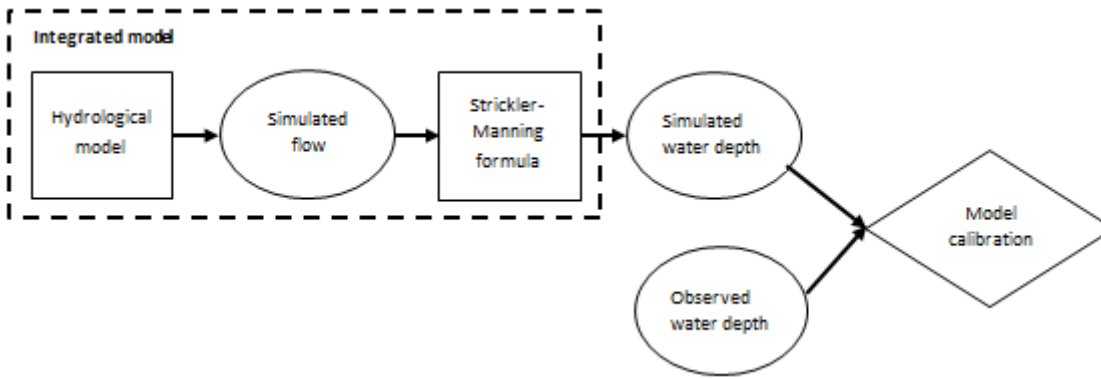 Integrated model
Hydrological
model
Simulated
flow
Strickler-
Manning
formula
Simulated
water depth
Observed
water depth
Model
calibration